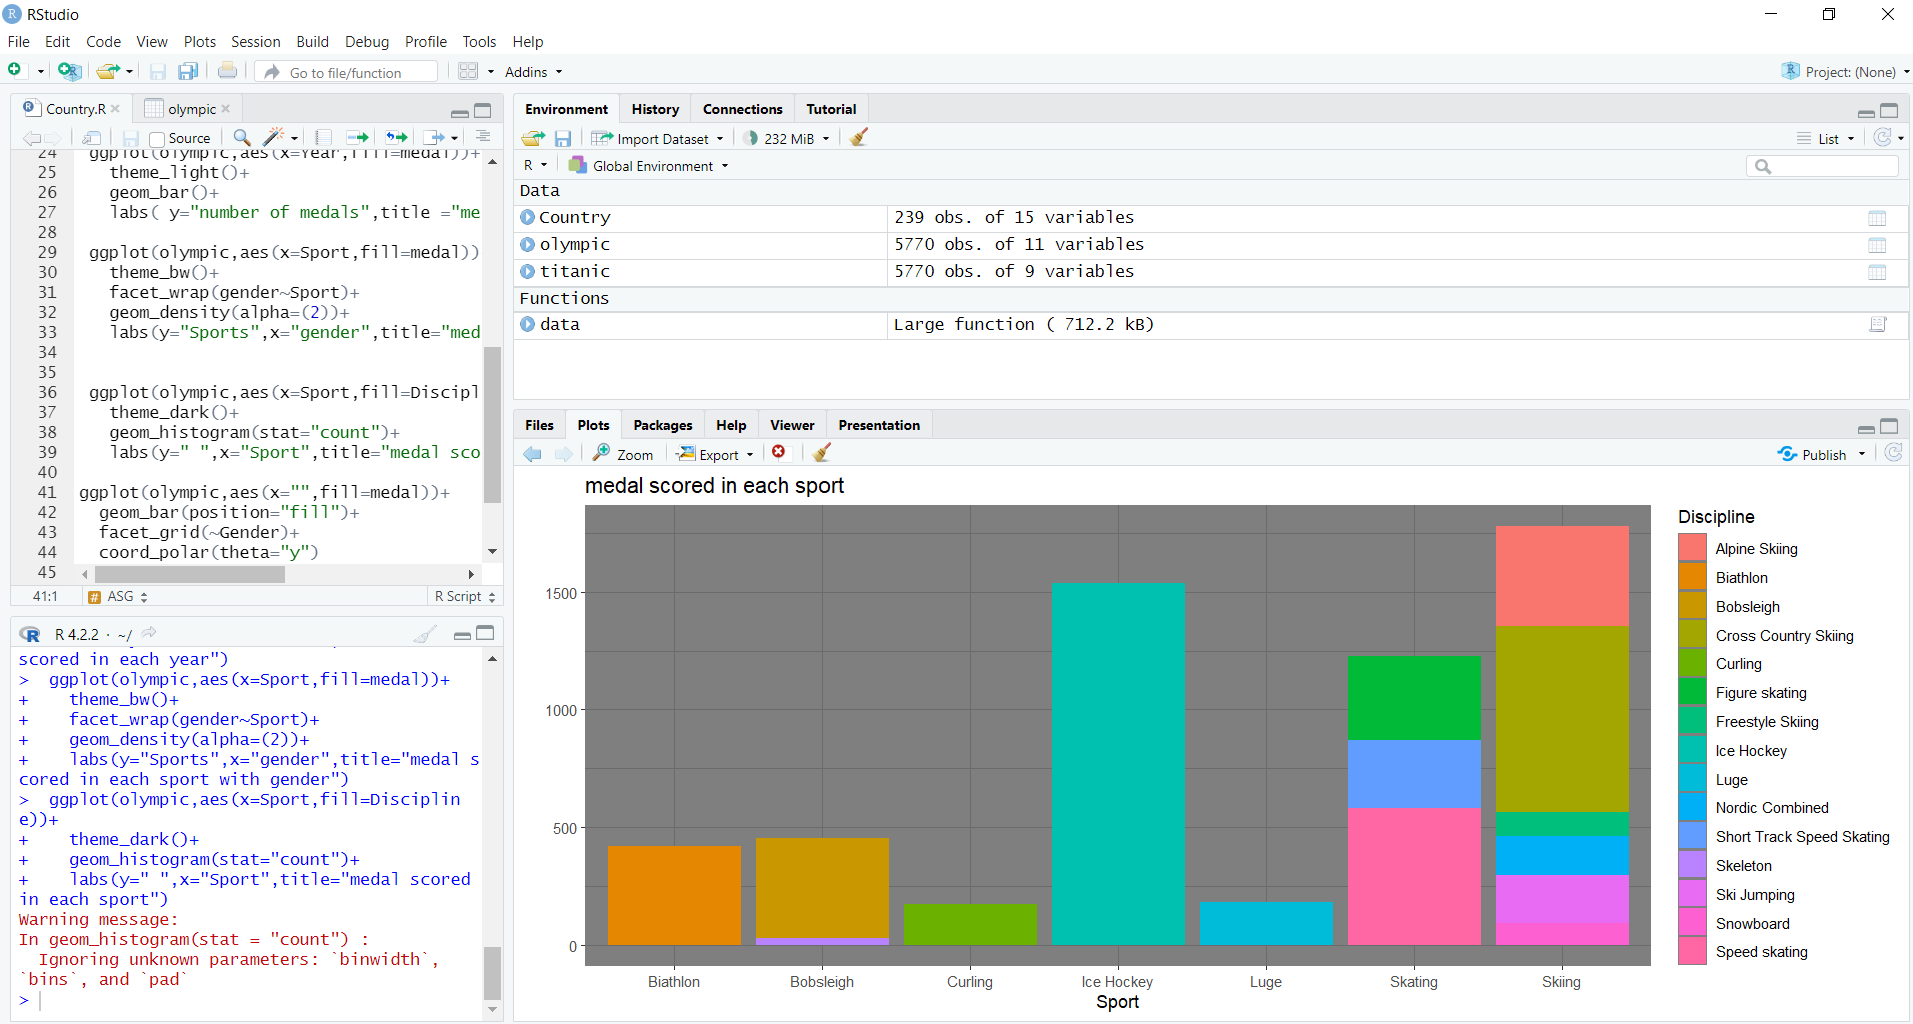 RStudio
File Edit Code View Plots Session Build Debug Profile Tools Help
Go to file/function Addins Project: (None)
Country.R olympic
Source
24 ggplot(olympic,aes(x=Year,fill=medal))+
25 theme_light()+
26 geom_bar()+
27 labs( y="number of medals",title ="me
28
29 ggplot(olympic,aes(x=Sport,fill=medal))
30 theme_bw()+
31 facet_wrap(gender~Sport)+
32 geom_density(alpha=(2))+
33 labs(y="Sports",x="gender",title="med
34
35
36 ggplot(olympic,aes(x=Sport,fill=Discipl
37 theme_dark()+
38 geom_histogram(stat="count")+
39 labs(y=" ",x="Sport",title="medal sco
40
41 ggplot(olympic,aes(x="",fill=medal))+
42 geom_bar(position="fill")+
43 facet_grid(~Gender)+
44 coord_polar(theta="y")
45
41:1 # ASG R Script
R R 4.2.2 · ~/
scored in each year")
> ggplot(olympic,aes(x=Sport,fill=medal))+
+ theme_bw()+
+ facet_wrap(gender~Sport)+
+ geom_density(alpha=(2))+
+ labs(y="Sports",x="gender",title="medal s
cored in each sport with gender")
> ggplot(olympic,aes(x=Sport,fill=Disciplin
e))+
+ theme_dark()+
+ geom_histogram(stat="count")+
+ labs(y=" ",x="Sport",title="medal scored
in each sport")
Warning message:
In geom_histogram(stat = "count") :
Ignoring unknown parameters: `binwidth`,
`bins`, and `pad`
>
Environment History Connections Tutorial
Import Dataset 232 MiB List
R Global Environment
Data
Country 239 obs. of 15 variables
olympic 5770 obs. of 11 variables
titanic 5770 obs. of 9 variables
Functions
data Large function ( 712.2 kB)
Files Plots Packages Help Viewer Presentation
Zoom Export Publish
medal scored in each sport
1500
1000
500
0
Biathlon Bobsleigh Curling Ice Hockey Luge Skating Skiing
Sport
Discipline
Alpine Skiing
Biathlon
Bobsleigh
Cross Country Skiing
Curling
Figure skating
Freestyle Skiing
Ice Hockey
Luge
Nordic Combined
Short Track Speed Skating
Skeleton
Ski Jumping
Snowboard
Speed skating